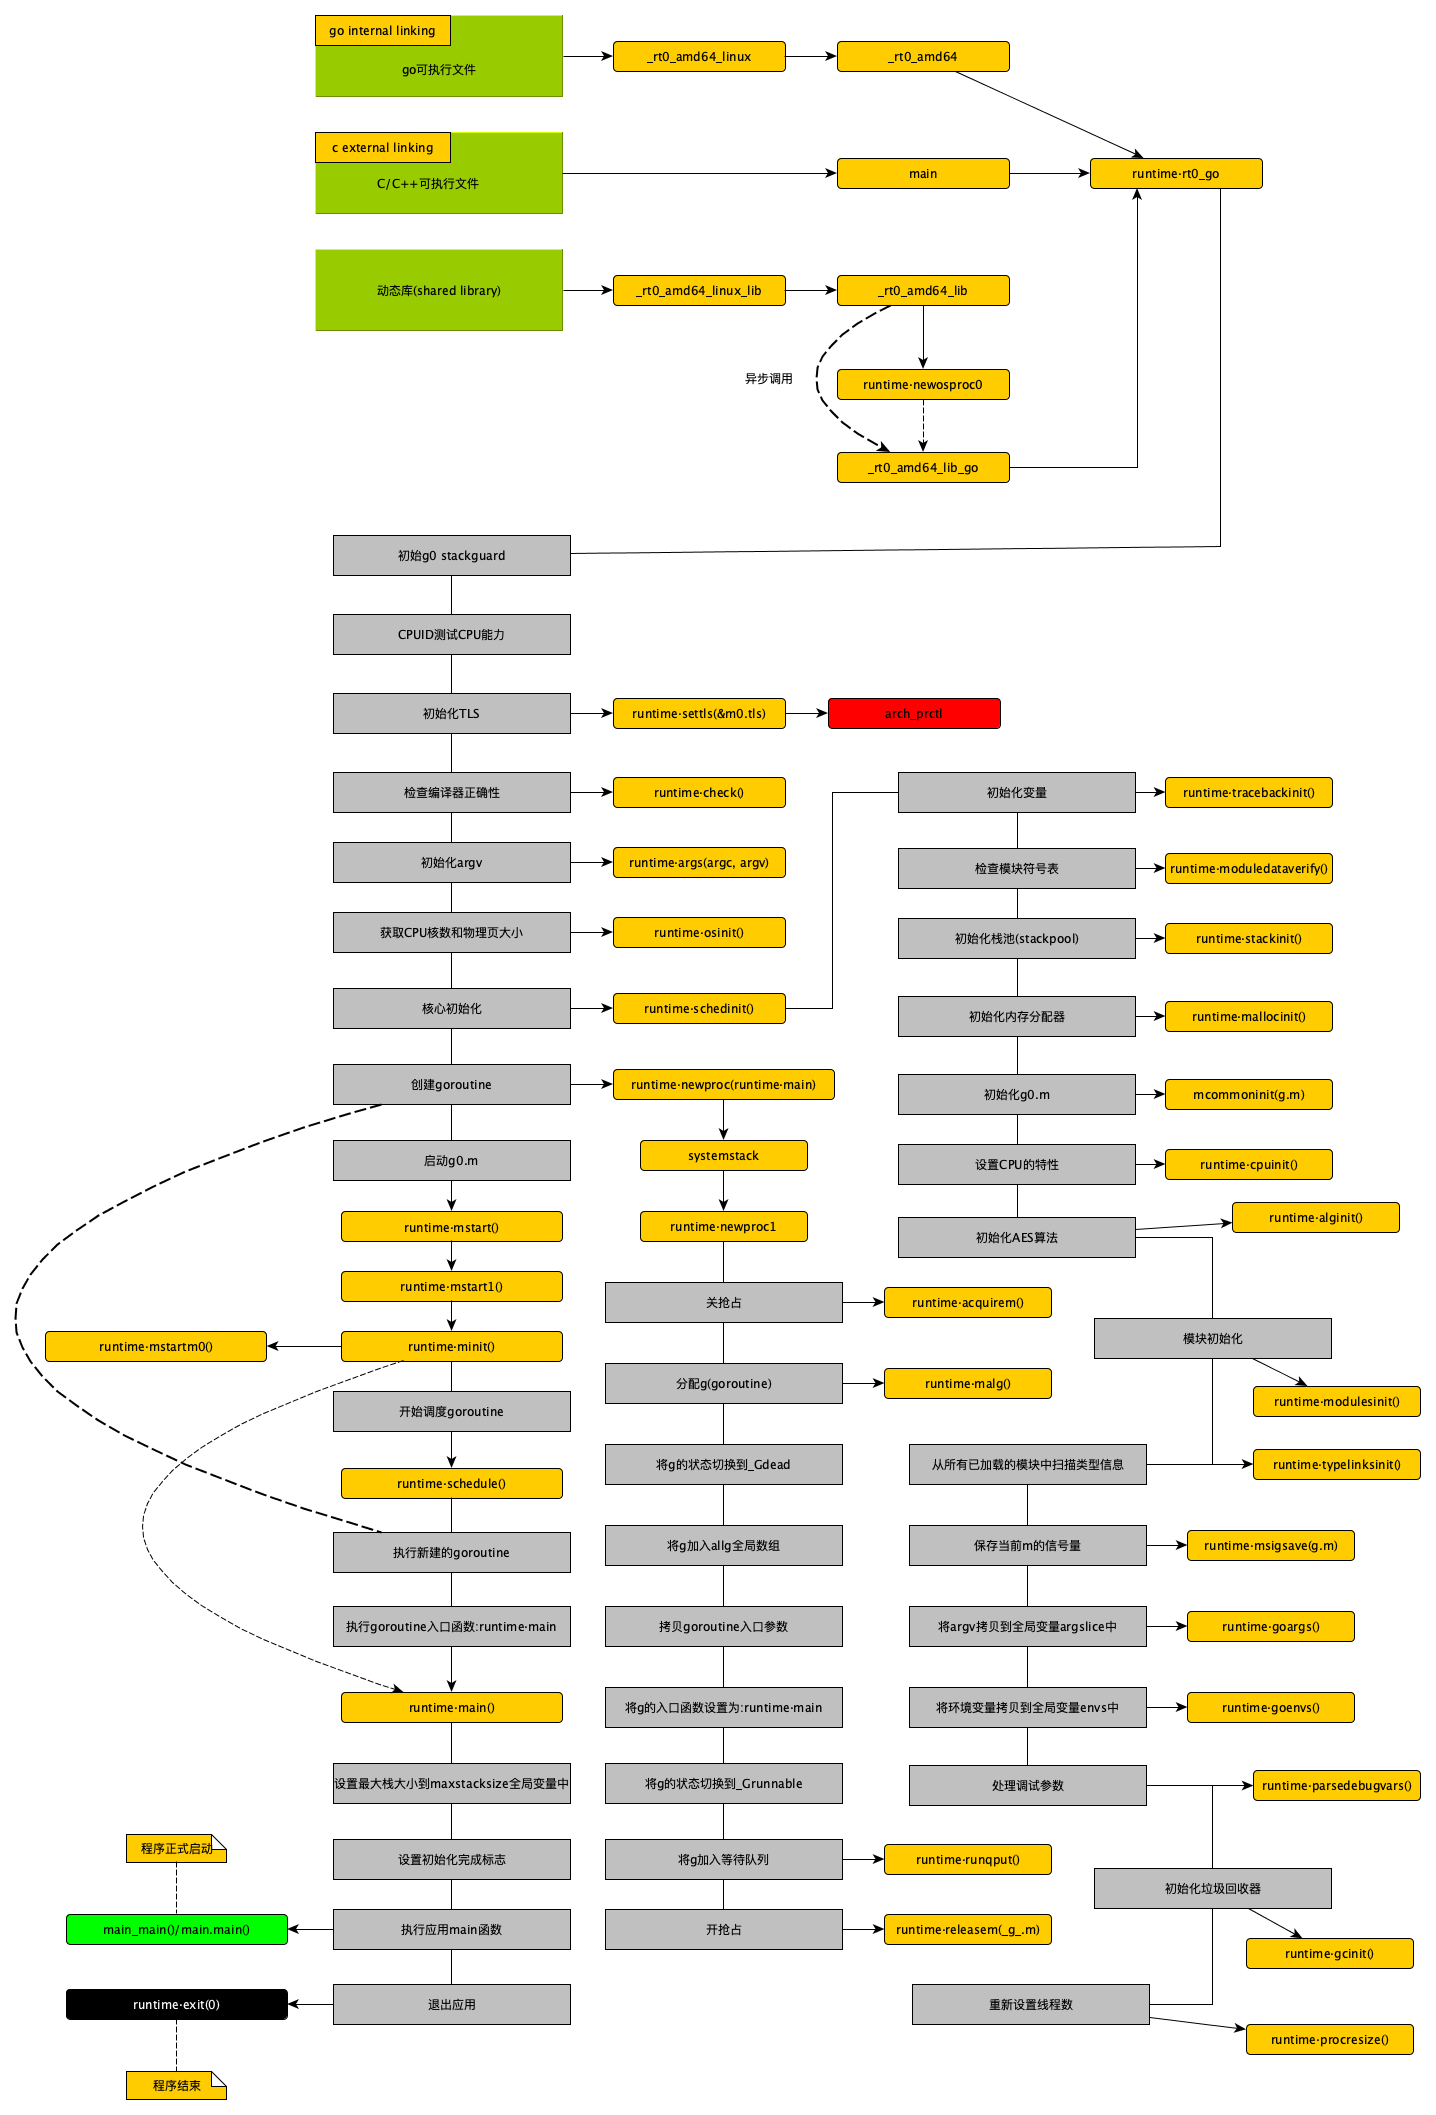 go internal linking
go可执行文件
_rt0_amd64_linux
_rt0_amd64
c external linking
C/C++可执行文件
main
runtime·rt0_go
动态库(shared library)
_rt0_amd64_linux_lib
_rt0_amd64_lib
异步调用
runtime·newosproc0
_rt0_amd64_lib_go
初始g0 stackguard
CPUID测试CPU能力
初始化TLS
runtime·settls(&m0.tls)
arch_prctl
检查编译器正确性
runtime·check()
初始化argv
runtime·args(argc, argv)
获取CPU核数和物理页大小
runtime·osinit()
核心初始化
runtime·schedinit()
初始化变量
runtime·tracebackinit()
检查模块符号表
runtime·moduledataverify()
初始化栈池(stackpool)
runtime·stackinit()
初始化内存分配器
runtime·mallocinit()
初始化g0.m
mcommoninit(g.m)
设置CPU的特性
runtime·cpuinit()
初始化AES算法
runtime·alginit()
模块初始化
runtime·modulesinit()
从所有已加载的模块中扫描类型信息
runtime·typelinksinit()
保存当前m的信号量
runtime·msigsave(g.m)
将argv拷贝到全局变量argslice中
runtime·goargs()
将环境变量拷贝到全局变量envs中
runtime·goenvs()
处理调试参数
runtime·parsedebugvars()
初始化垃圾回收器
runtime·gcinit()
重新设置线程数
runtime·procresize()
创建goroutine
runtime·newproc(runtime·main)
systemstack
runtime·newproc1
关抢占
runtime·acquirem()
分配g(goroutine)
runtime·malg()
将g的状态切换到_Gdead
将g加入allg全局数组
拷贝goroutine入口参数
将g的入口函数设置为:runtime·main
将g的状态切换到_Grunnable
将g加入等待队列
runtime·runqput()
开抢占
runtime·releasem(_g_.m)
启动g0.m
runtime·mstart()
runtime·mstart1()
runtime·minit()
runtime·mstartm0()
开始调度goroutine
runtime·schedule()
执行新建的goroutine
执行goroutine入口函数:runtime·main
runtime·main()
设置最大栈大小到maxstacksize全局变量中
设置初始化完成标志
程序正式启动
执行应用main函数
main_main()/main.main()
退出应用
runtime·exit(0)
程序结束